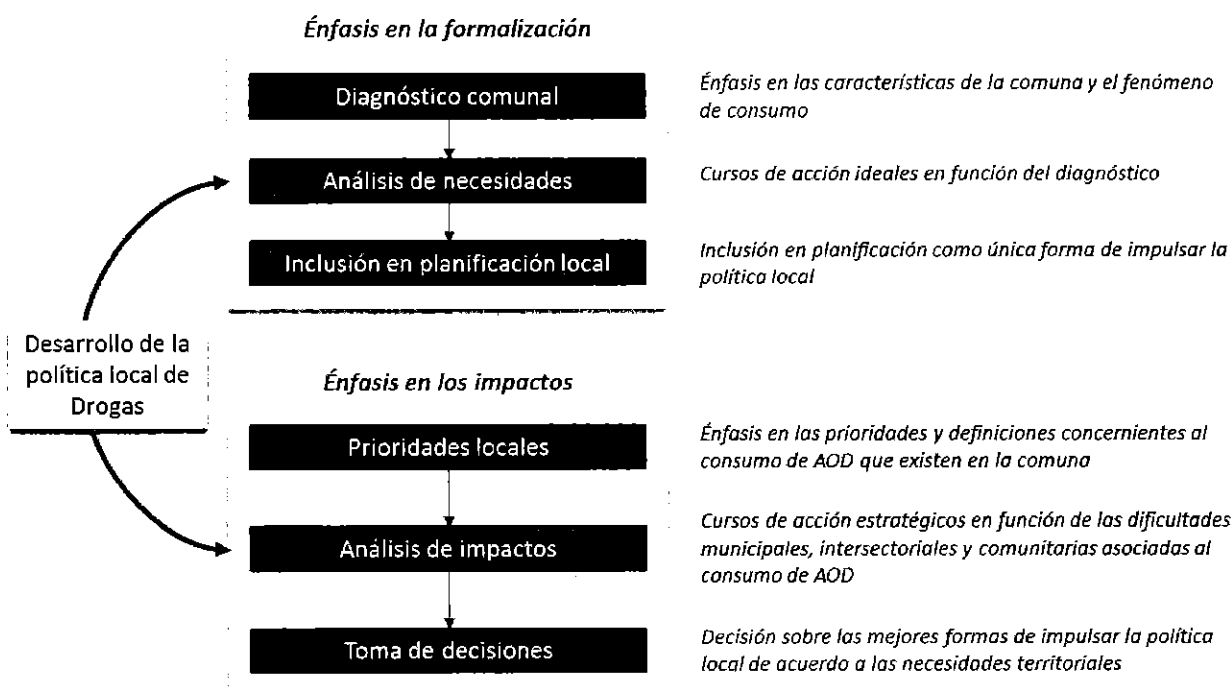 Énfasis en la formalización
Diagnóstico comunal
Énfasis en las características de la comuna y el fenómeno
de consumo
Análisis de necesidades
Cursos de acción ideales en función del diagnóstico
Inclusión en planificación local
Inclusión en planificación como única forma de impulsar la
política local
Desarrollo de la
política local de
Drogas
Énfasis en los impactos
Prioridades locales
Énfasis en las prioridades y definiciones concernientes al
consumo de AOD que existen en la comuna
Análisis de impactos
Cursos de acción estratégicos en función de las dificultades
municipales, intersectoriales y comunitarias asociadas al
consumo de AOD
Toma de decisiones
Decisión sobre las mejores formas de impulsar la política
local de acuerdo a las necesidades territoriales